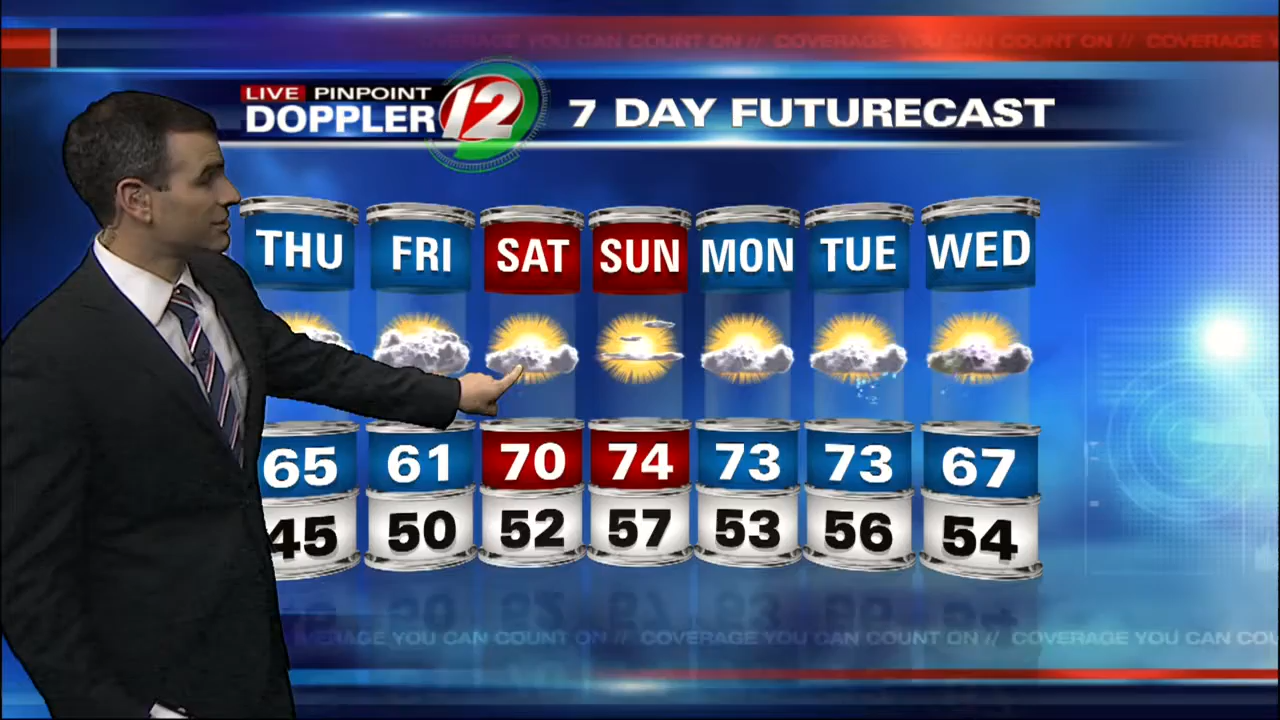 COVERAGE YOU CAN COUNT ON // COVERAGE YOU CAN COUNT ON // COVERAGE
LIVE PINPOINT
DOPPLER 12
7 DAY FUTURECAST
THU FRI SAT SUN MON TUE WED
65 61 70 74 73 73 67
45 50 52 57 53 56 54
COVERAGE YOU CAN COUNT ON // COVERAGE YOU CAN COUNT ON // COVERAGE YOU CAN COU